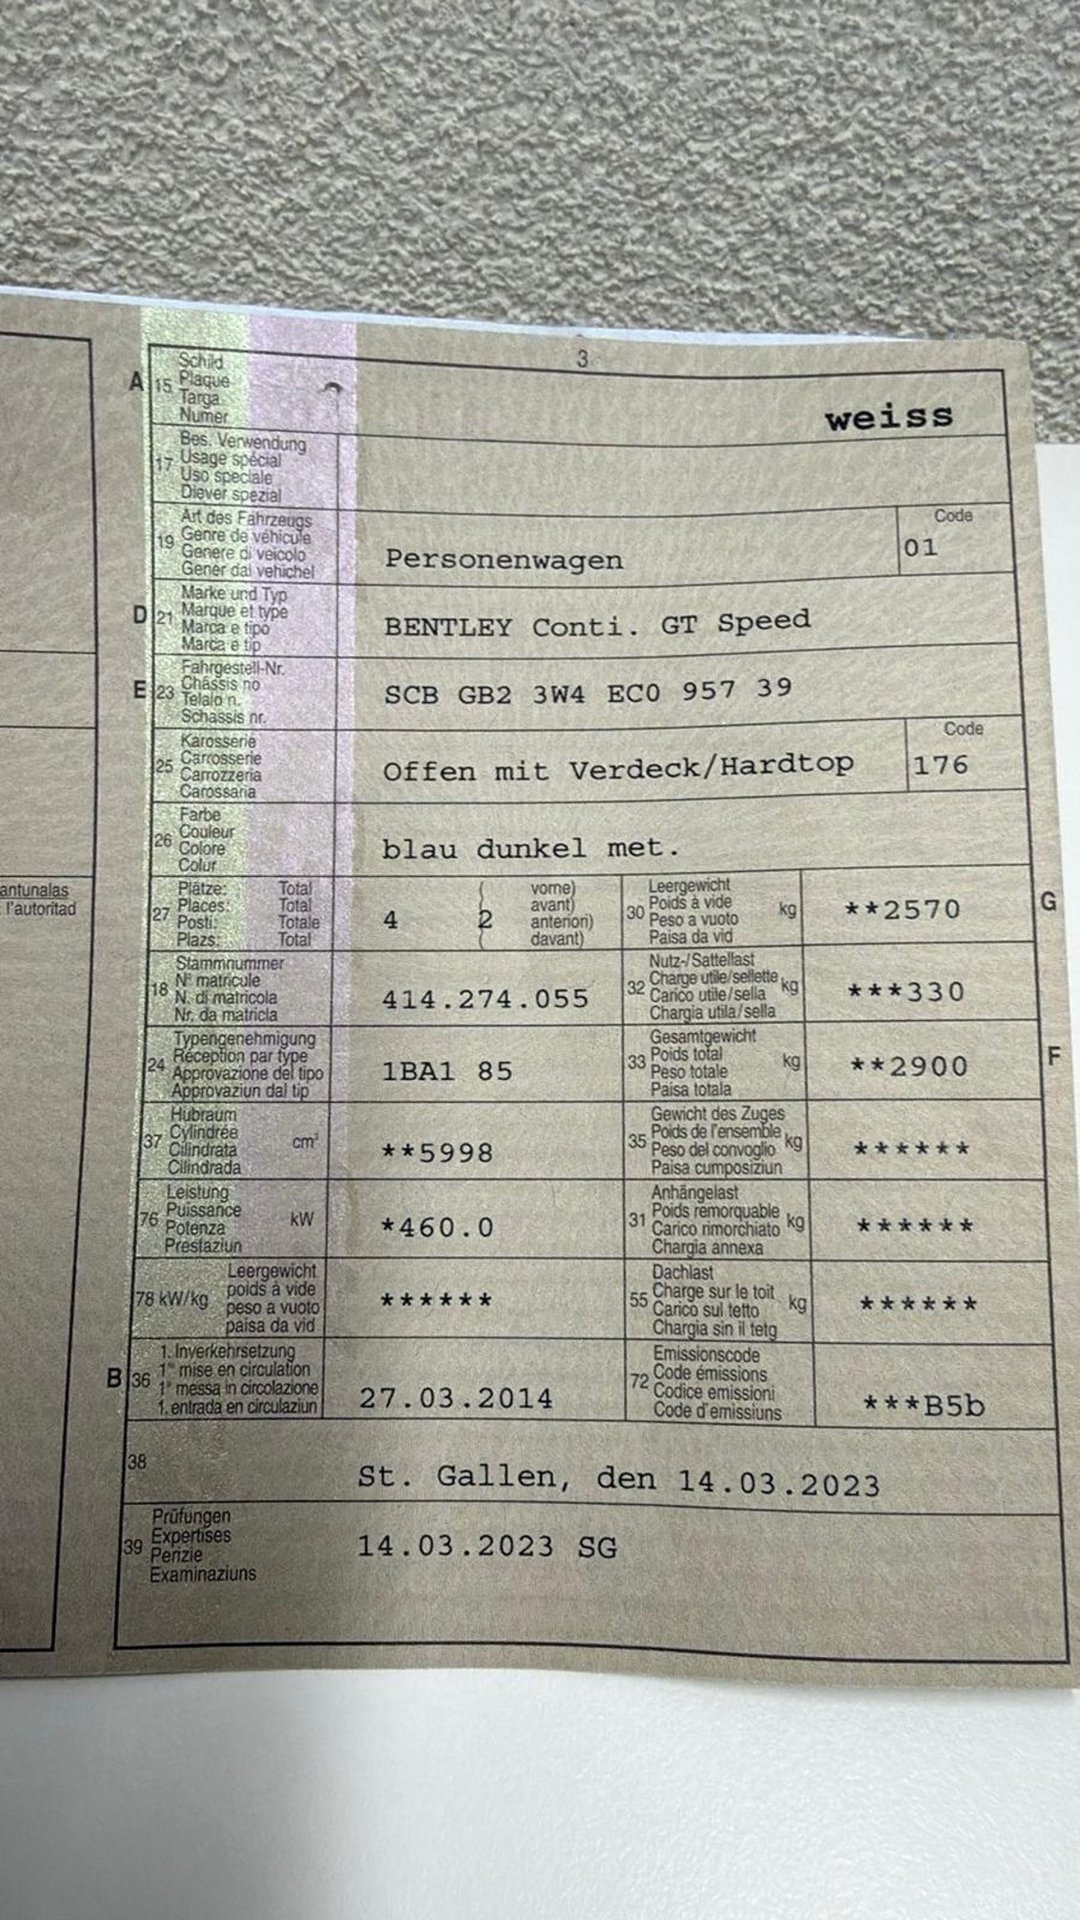 3
A 15 Schild
Plaque
Targa
Numer
weiss
17 Bes. Verwendung
Usage spécial
Uso speciale
Diever spezial
19 Art des Fahrzeugs
Genre de véhicule
Genere di veicolo
Gener dal vehichel
Personenwagen
Code
01
D 21 Marke und Typ
Marque et type
Marca e tipo
Marca e tip
BENTLEY Conti. GT Speed
E 23 Fahrgestell-Nr.
Châssis no
Telaio n.
Schassis nr.
SCB GB2 3W4 EC0 957 39
25 Karosserie
Carrosserie
Carrozzeria
Carossaria
Offen mit Verdeck/Hardtop
Code
176
26 Farbe
Couleur
Colore
Colur
blau dunkel met.
27 Plätze: Total
Places: Total
Posti: Totale
Plazs: Total
4 ( 2 vorne)
( avant)
( anteriori)
( davant)
30 Leergewicht
Poids à vide kg
Peso a vuoto
Paisa da vid
**2570
G
antunalas
l'autoritad
18 Stammnummer
N° matricule
N. di matricola
Nr. da matricla
414.274.055
32 Nutz-/Sattellast
Charge utile/sellette kg
Carico utile/sella
Chargia utila/sella
***330
24 Typengenehmigung
Réception par type
Approvazione del tipo
Approvaziun dal tip
1BA1 85
33 Gesamtgewicht
Poids total kg
Peso totale
Paisa totala
**2900
F
37 Hubraum
Cylindrée cm³
Cilindrata
Cilindrada
**5998
35 Gewicht des Zuges
Poids de l'ensemble kg
Peso del convoglio
Paisa cumposiziun
******
76 Leistung
Puissance kW
Potenza
Prestaziun
*460.0
31 Anhängelast
Poids remorquable kg
Carico rimorchiato
Chargia annexa
******
78 kW/kg Leergewicht
poids à vide
peso a vuoto
paisa da vid
******
55 Dachlast
Charge sur le toit kg
Carico sul tetto
Chargia sin il tetg
******
B 36 1. Inverkehrsetzung
1re mise en circulation
1a messa in circolazione
1. entrada en circulaziun
27.03.2014
72 Emissionscode
Code émissions
Codice emissioni
Code d'emissiuns
***B5b
38
St. Gallen, den 14.03.2023
39 Prüfungen
Expertises
Perizie
Examinaziuns
14.03.2023 SG